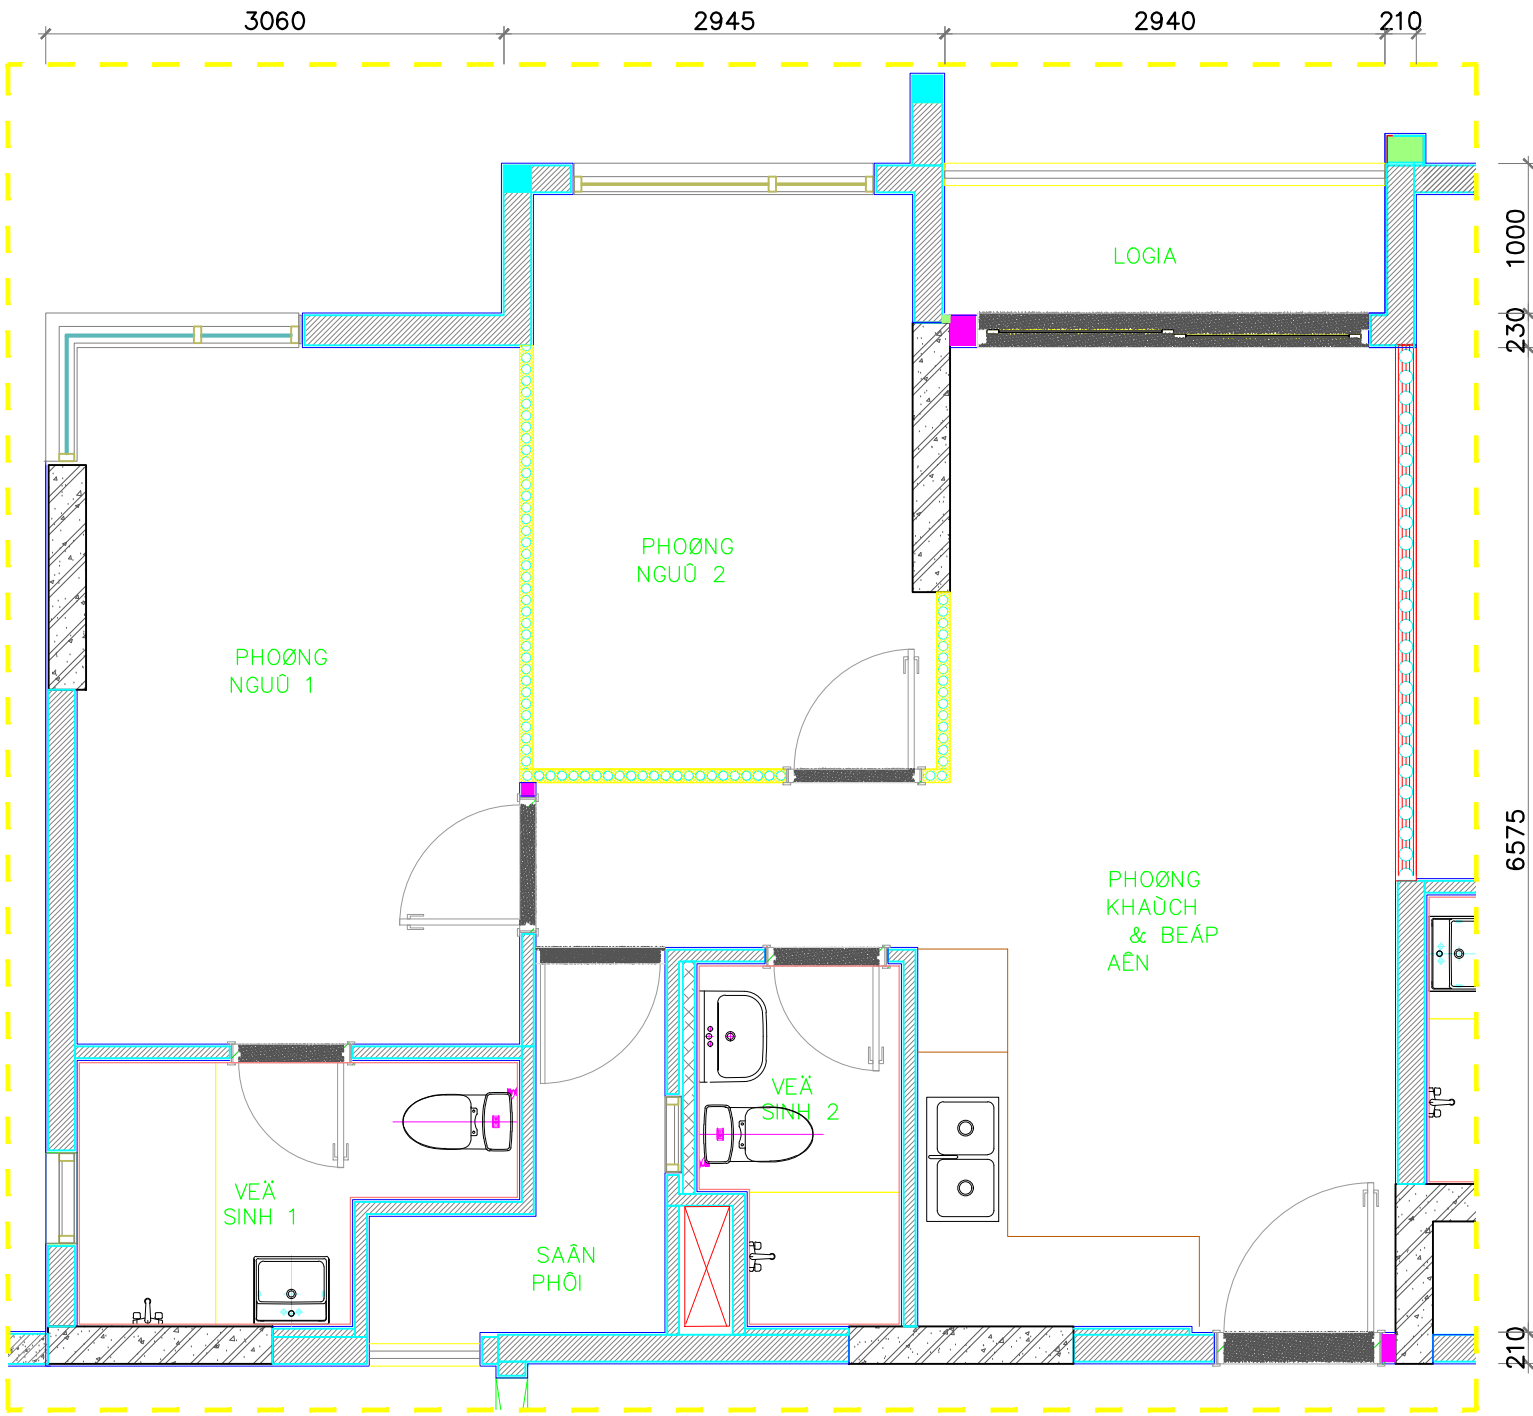 3060
2945
2940
210
1000
230
6575
210
LOGIA
PHOØNG
NGUÛ 2
PHOØNG
NGUÛ 1
PHOØNG
KHAÙCH
& BEÁP
AÊN
VEÄ
SINH 2
VEÄ
SINH 1
SAÂN
PHÔI